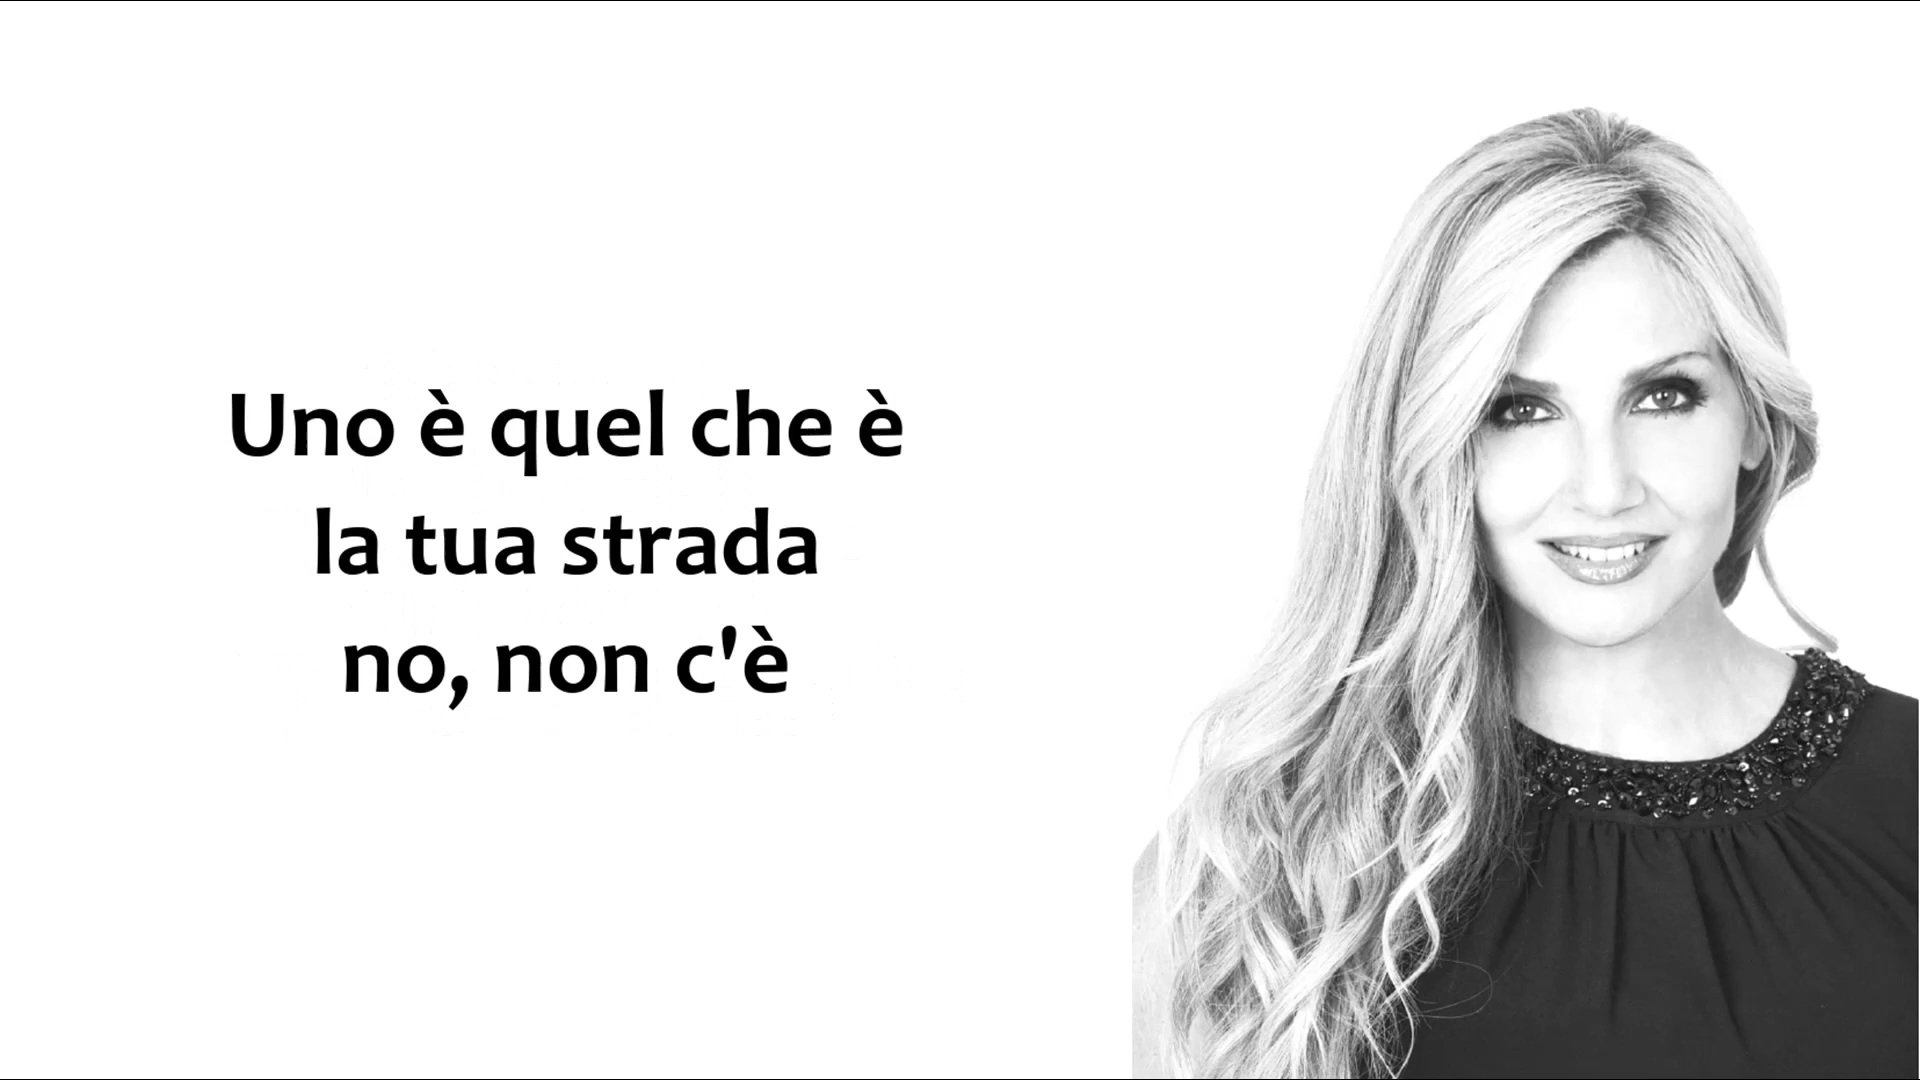 Uno è quel che è
la tua strada
no, non c'è